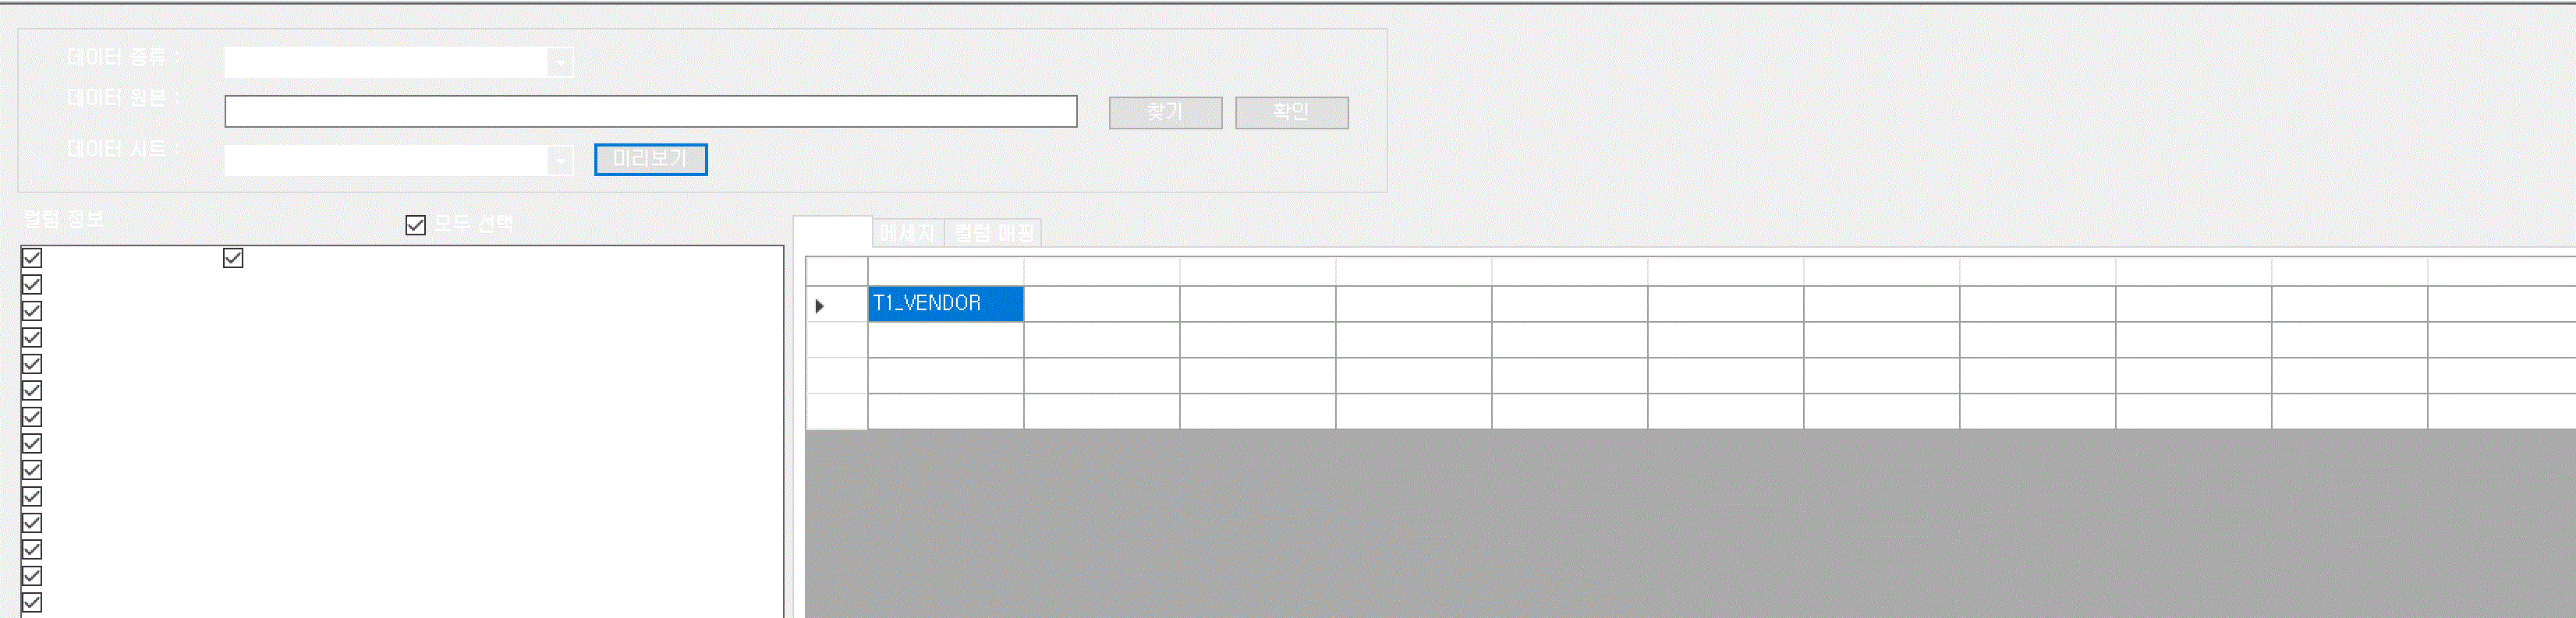 데이터 종류 :
데이터 원본 :
찾기
확인
데이터 시트 :
미리보기
컬럼 정보
모두 선택
메세지
컬럼 매핑
T1_VENDOR